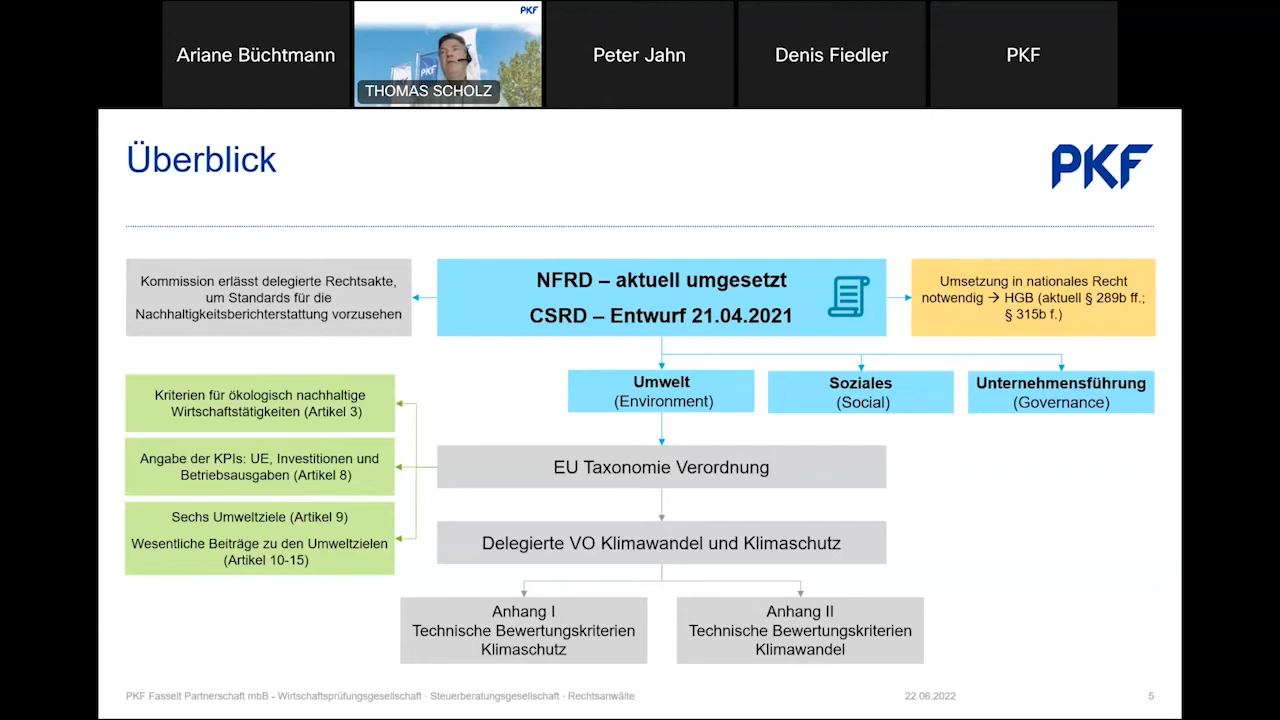 Ariane Büchtmann
PKF
PKF
THOMAS SCHOLZ
Peter Jahn
Denis Fiedler
PKF
Überblick
PKF
Kommission erlässt delegierte Rechtsakte,
um Standards für die
Nachhaltigkeitsberichterstattung vorzusehen
NFRD – aktuell umgesetzt
CSRD – Entwurf 21.04.2021
Umsetzung in nationales Recht
notwendig → HGB (aktuell § 289b ff.;
§ 315b f.)
Umwelt
(Environment)
Soziales
(Social)
Unternehmensführung
(Governance)
Kriterien für ökologisch nachhaltige
Wirtschaftstätigkeiten (Artikel 3)
Angabe der KPIs: UE, Investitionen und
Betriebsausgaben (Artikel 8)
Sechs Umweltziele (Artikel 9)
Wesentliche Beiträge zu den Umweltzielen
(Artikel 10-15)
EU Taxonomie Verordnung
Delegierte VO Klimawandel und Klimaschutz
Anhang I
Technische Bewertungskriterien
Klimaschutz
Anhang II
Technische Bewertungskriterien
Klimawandel
PKF Fasselt Partnerschaft mbB - Wirtschaftsprüfungsgesellschaft · Steuerberatungsgesellschaft · Rechtsanwälte
22.06.2022
5